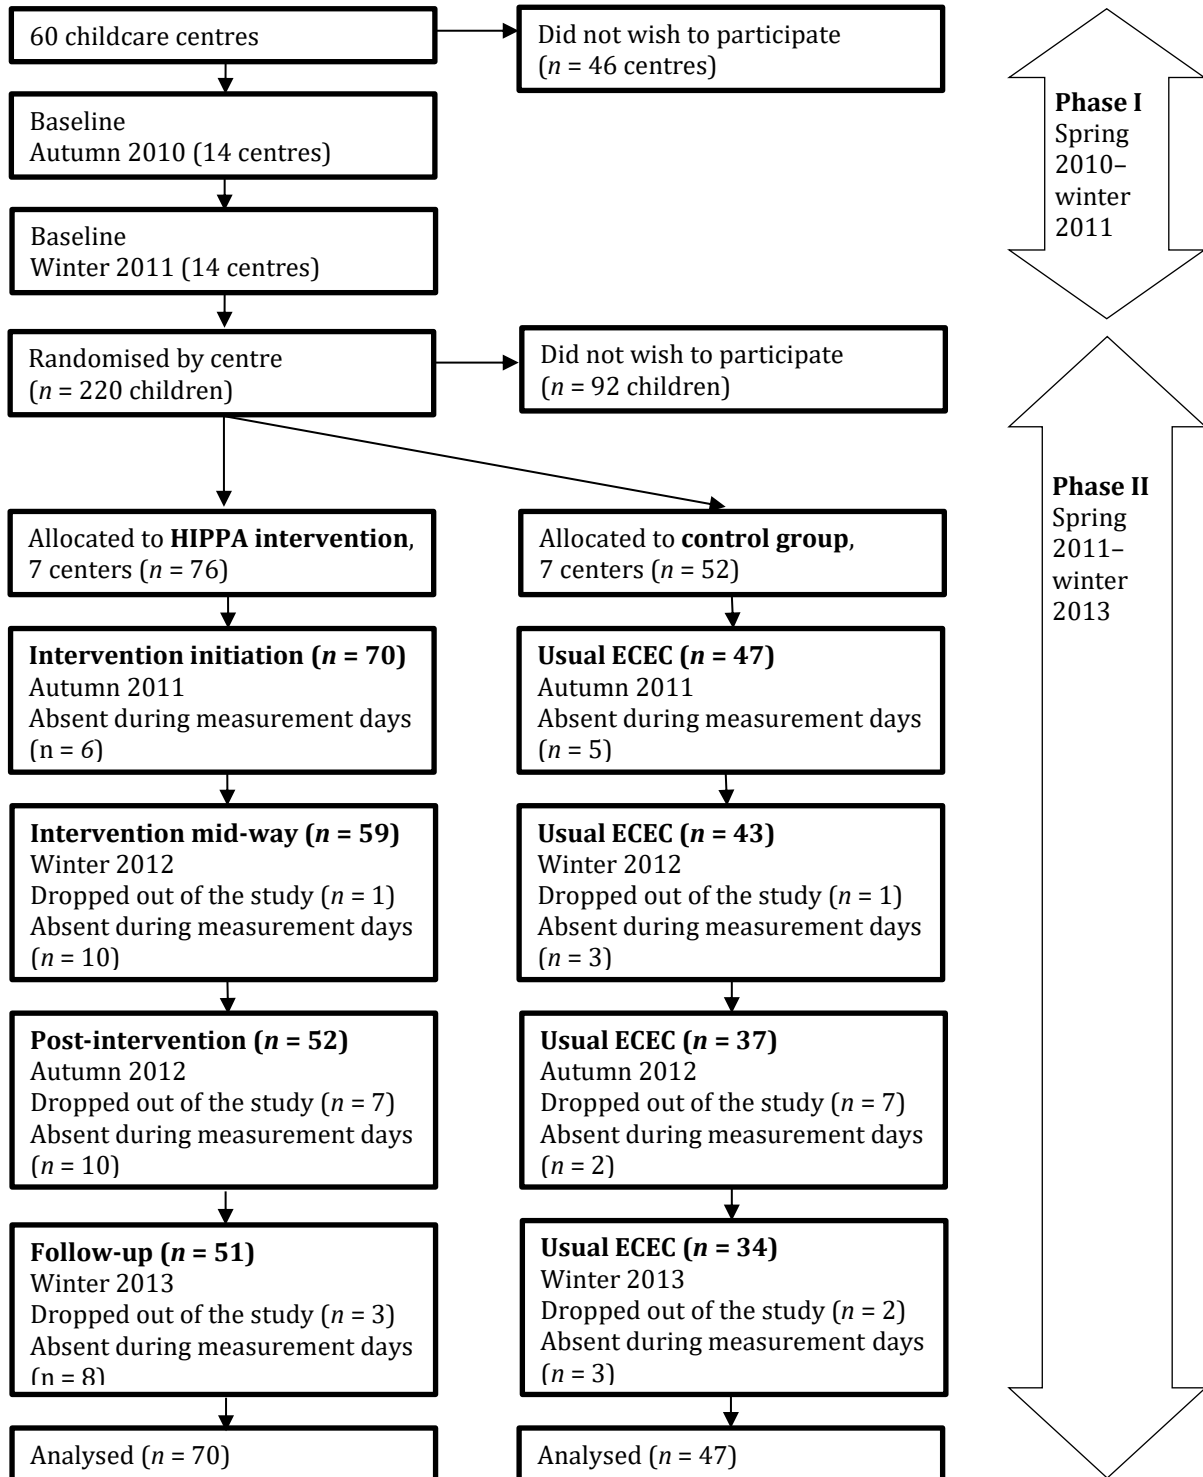 60 childcare centres
Did not wish to participate
(n = 46 centres)
Baseline
Autumn 2010 (14 centres)
Baseline
Winter 2011 (14 centres)
Randomised by centre
(n = 220 children)
Did not wish to participate
(n = 92 children)
Allocated to HIPPA intervention,
7 centers (n = 76)
Allocated to control group,
7 centers (n = 52)
Intervention initiation (n = 70)
Autumn 2011
Absent during measurement days
(n = 6)
Usual ECEC (n = 47)
Autumn 2011
Absent during measurement days
(n = 5)
Intervention mid-way (n = 59)
Winter 2012
Dropped out of the study (n = 1)
Absent during measurement days
(n = 10)
Usual ECEC (n = 43)
Winter 2012
Dropped out of the study (n = 1)
Absent during measurement days
(n = 3)
Post-intervention (n = 52)
Autumn 2012
Dropped out of the study (n = 7)
Absent during measurement days
(n = 10)
Usual ECEC (n = 37)
Autumn 2012
Dropped out of the study (n = 7)
Absent during measurement days
(n = 2)
Follow-up (n = 51)
Winter 2013
Dropped out of the study (n = 3)
Absent during measurement days
(n = 8)
Usual ECEC (n = 34)
Winter 2013
Dropped out of the study (n = 2)
Absent during measurement days
(n = 3)
Analysed (n = 70)
Analysed (n = 47)
Phase I
Spring
2010–
winter
2011
Phase II
Spring
2011–
winter
2013